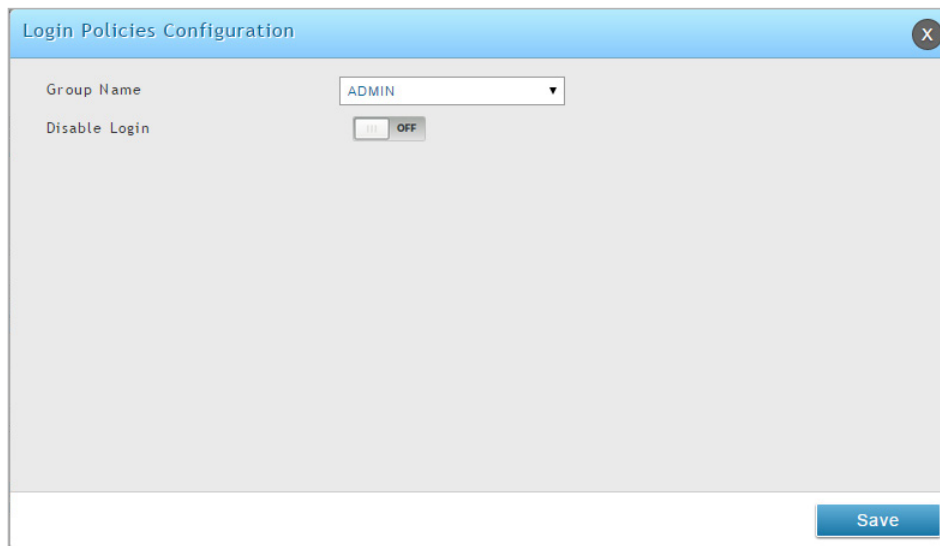 Login Policies Configuration
X
Group Name
ADMIN
Disable Login
OFF
Save